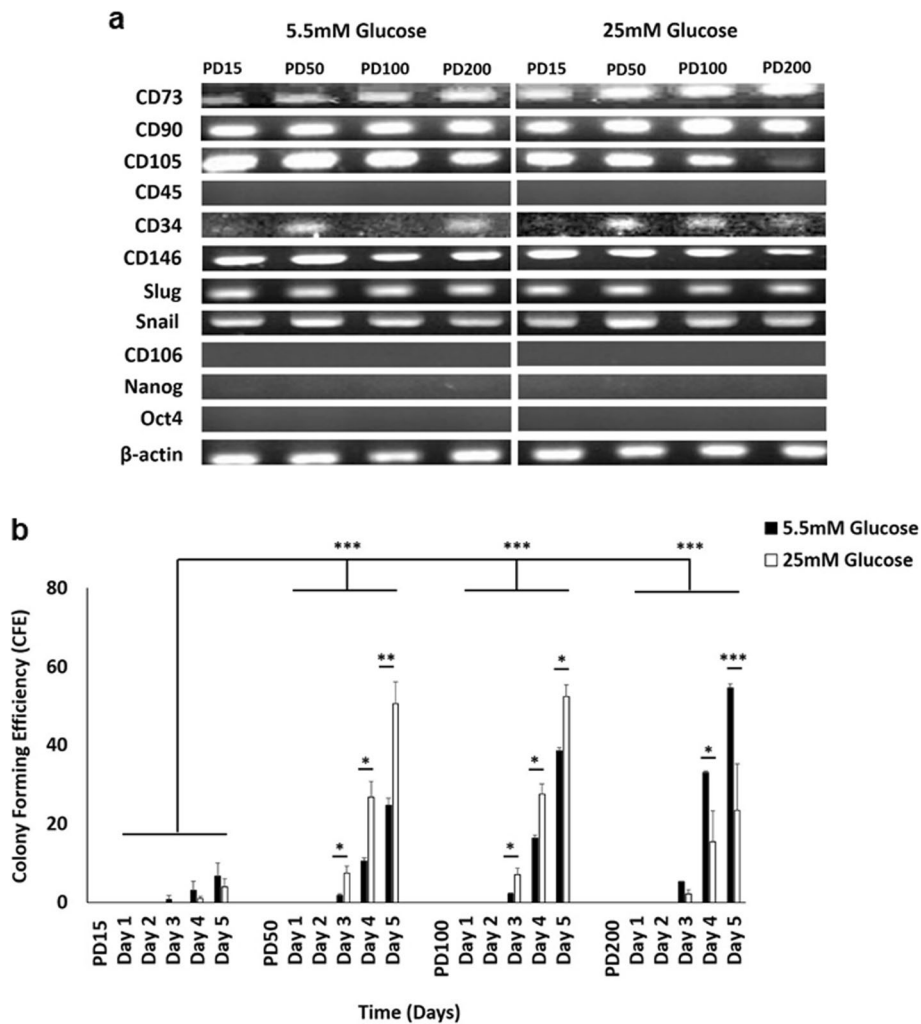 a
5.5mM Glucose 25mM Glucose
PD15 PD50 PD100 PD200 PD15 PD50 PD100 PD200
CD73
CD90
CD105
CD45
CD34
CD146
Slug
Snail
CD106
Nanog
Oct4
β-actin
b
5.5mM Glucose
25mM Glucose
*** *** ***
80
60
40
20
0
** * ***
* * *
* *
Colony Forming Efficiency (CFE)
PD15 Day 1 Day 2 Day 3 Day 4 Day 5 PD50 Day 1 Day 2 Day 3 Day 4 Day 5 PD100 Day 1 Day 2 Day 3 Day 4 Day 5 PD200 Day 1 Day 2 Day 3 Day 4 Day 5
Time (Days)